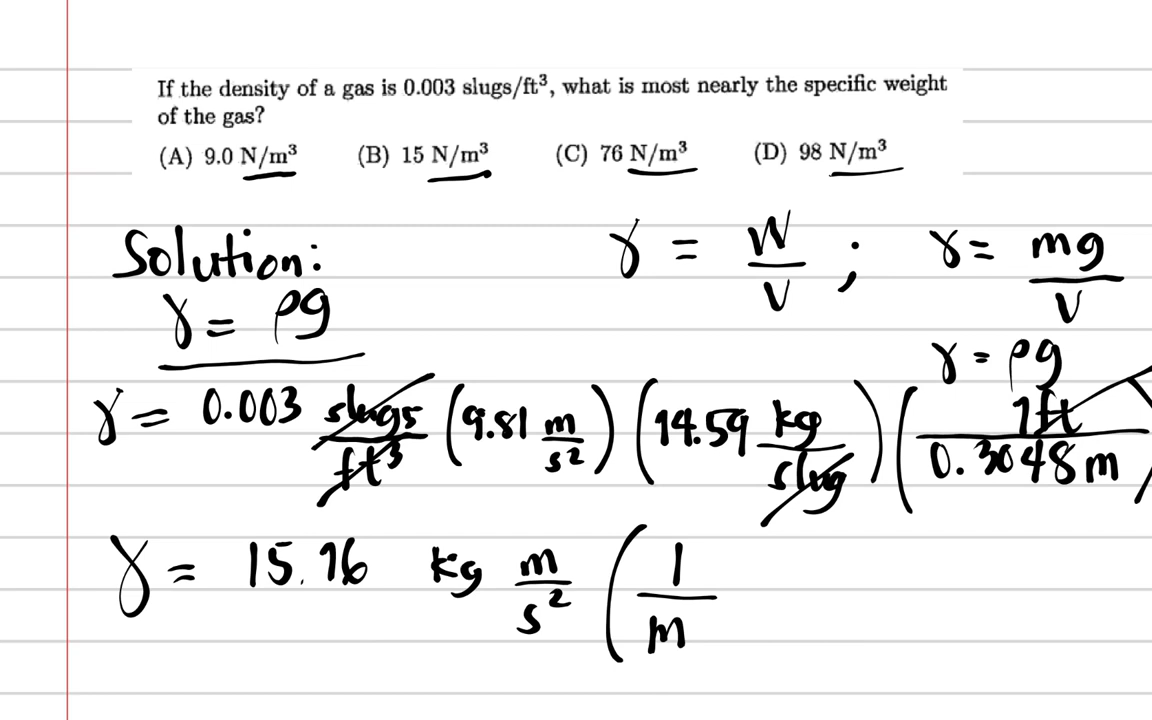 If the density of a gas is 0.003 slugs/ft³, what is most nearly the specific weight
of the gas?
(A) 9.0 N/m³ (B) 15 N/m³ (C) 76 N/m³ (D) 98 N/m³
Solution:
γ = W/V ; γ = mg/V
γ = ρg
γ = ρg
γ = 0.003 slugs/ft³ (9.81 m/s²) (14.59 kg/slug) (1ft/0.3048m)
γ = 15.16 kg m/s² (1/m